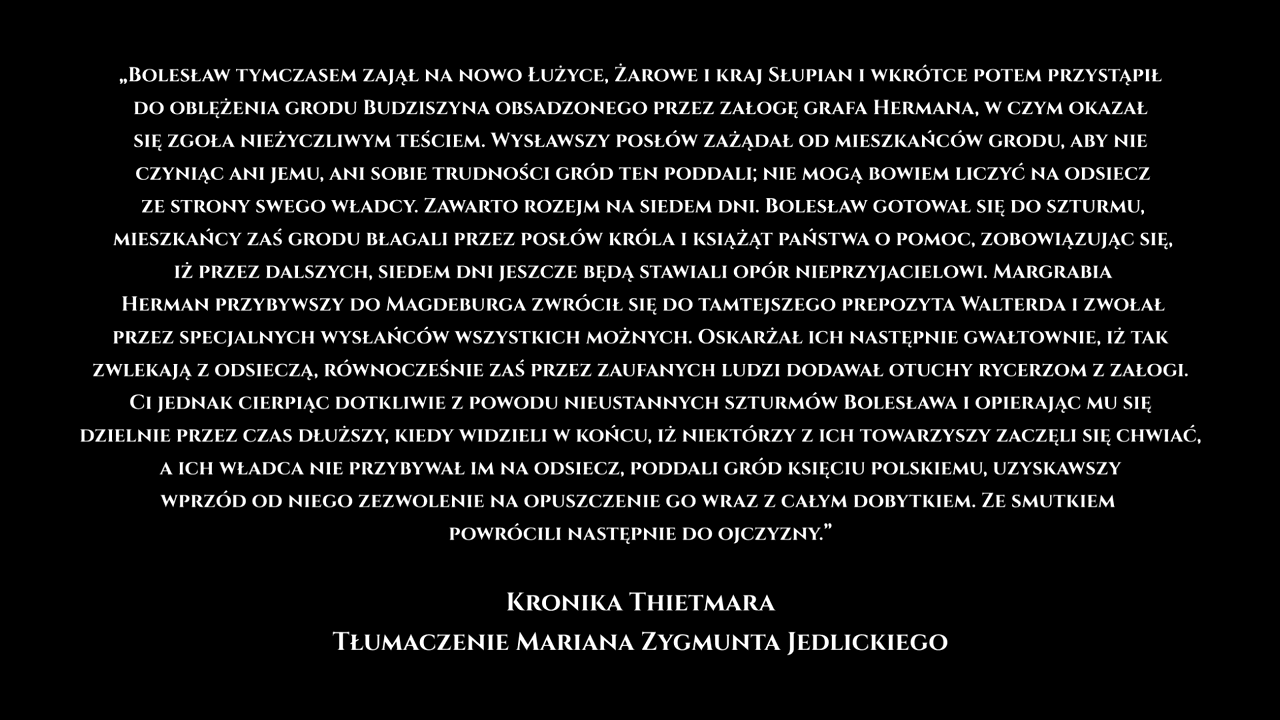 „Bolesław tymczasem zajął na nowo Łużyce, Żarowe i kraj Słupian i wkrótce potem przystąpił
do oblężenia grodu Budziszyna obsadzonego przez załogę grafa Hermana, w czym okazał
się zgoła nieżyczliwym teściem. Wysławszy posłów zażądał od mieszkańców grodu, aby nie
czyniąc ani jemu, ani sobie trudności gród ten poddali; nie mogą bowiem liczyć na odsiecz
ze strony swego władcy. Zawarto rozejm na siedem dni. Bolesław gotował się do szturmu,
mieszkańcy zaś grodu błagali przez posłów króla i książąt państwa o pomoc, zobowiązując się,
iż przez dalszych, siedem dni jeszcze będą stawiali opór nieprzyjacielowi. Margrabia
Herman przybywszy do Magdeburga zwrócił się do tamtejszego prepozyta Walterda i zwołał
przez specjalnych wysłańców wszystkich możnych. Oskarżał ich następnie gwałtownie, iż tak
zwlekają z odsieczą, równocześnie zaś przez zaufanych ludzi dodawał otuchy rycerzom z załogi.
Ci jednak cierpiąc dotkliwie z powodu nieustannych szturmów Bolesława i opierając mu się
dzielnie przez czas dłuższy, kiedy widzieli w końcu, iż niektórzy z ich towarzyszy zaczęli się chwiać,
a ich władca nie przybywał im na odsiecz, poddali gród księciu polskiemu, uzyskawszy
wprzód od niego zezwolenie na opuszczenie go wraz z całym dobytkiem. Ze smutkiem
powrócili następnie do ojczyzny.”
Kronika Thietmara
Tłumaczenie Mariana Zygmunta Jedlickiego